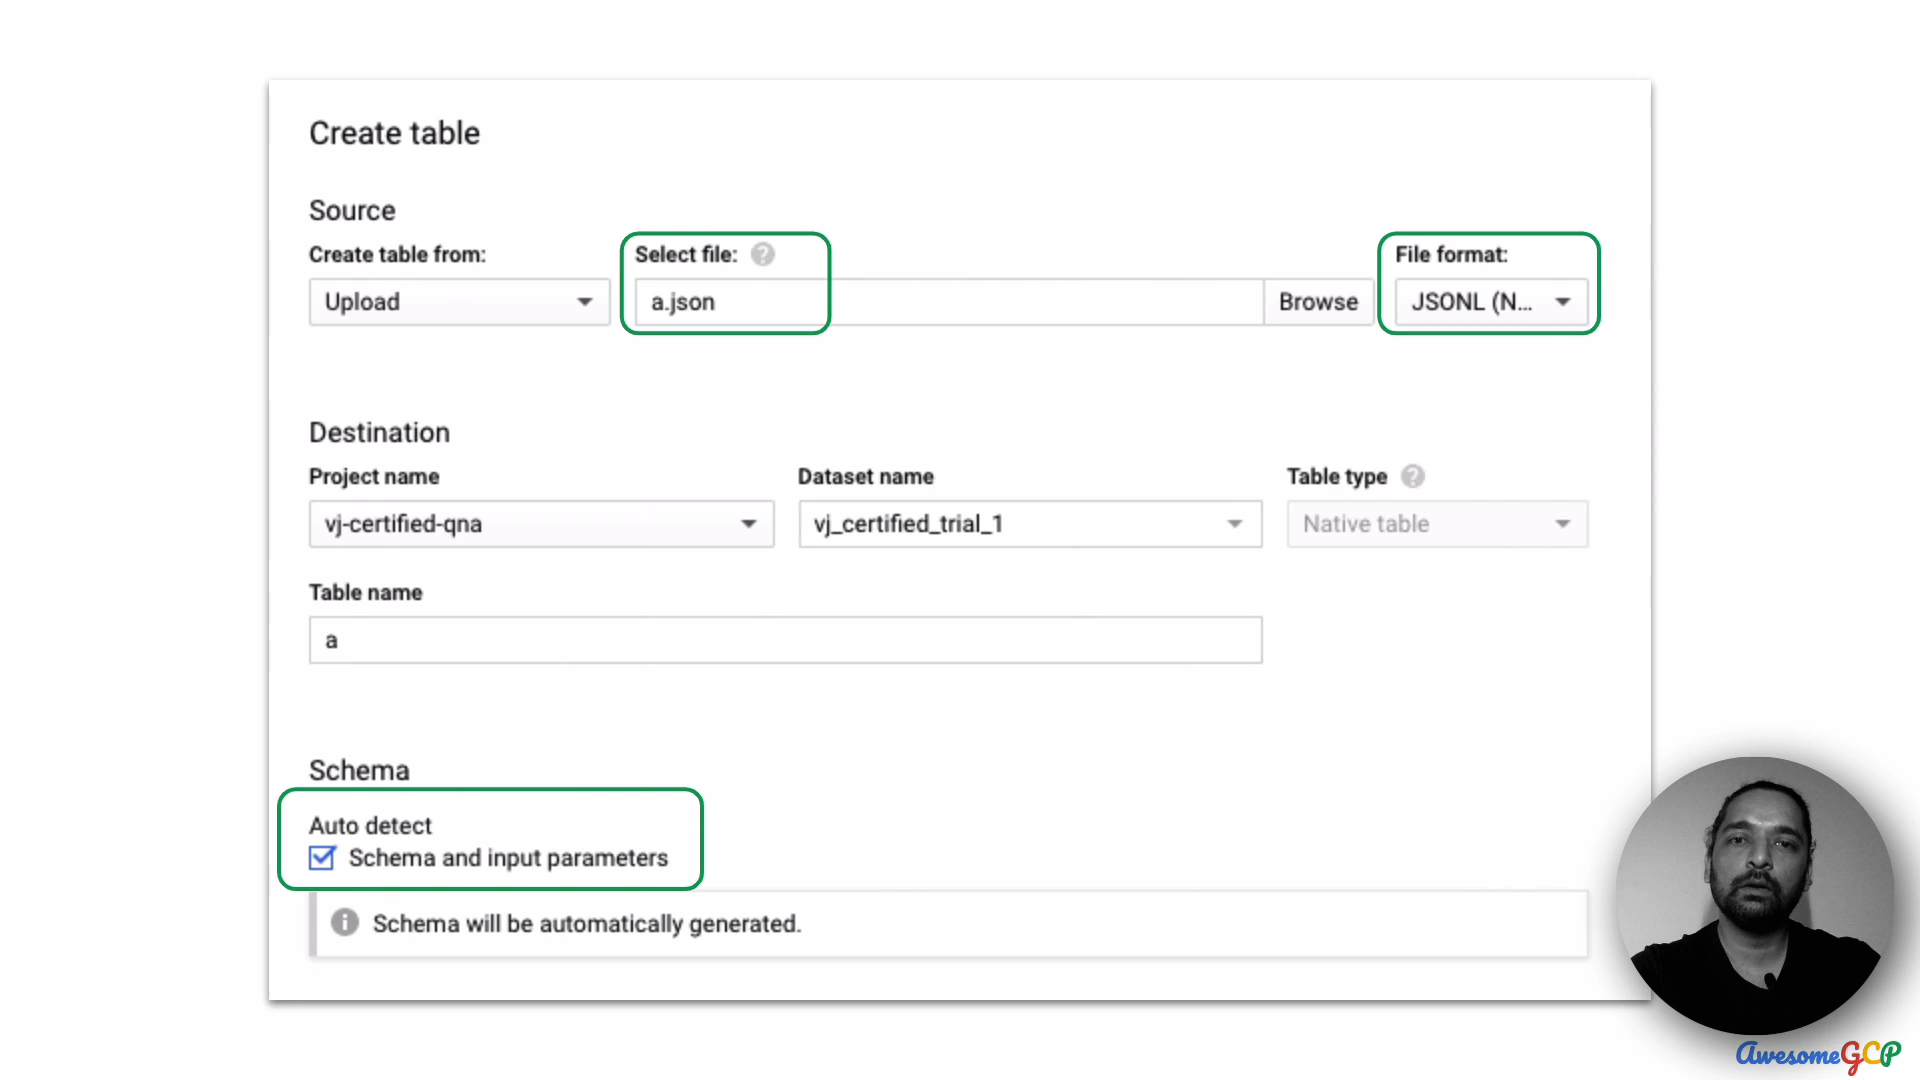 Create table
Source
Create table from:
Select file:
File format:
Upload
a.json
Browse
JSONL (N...
Destination
Project name
Dataset name
Table type
vj-certified-qna
vj_certified_trial_1
Native table
Table name
a
Schema
Auto detect
Schema and input parameters
Schema will be automatically generated.
AwesomeGCP